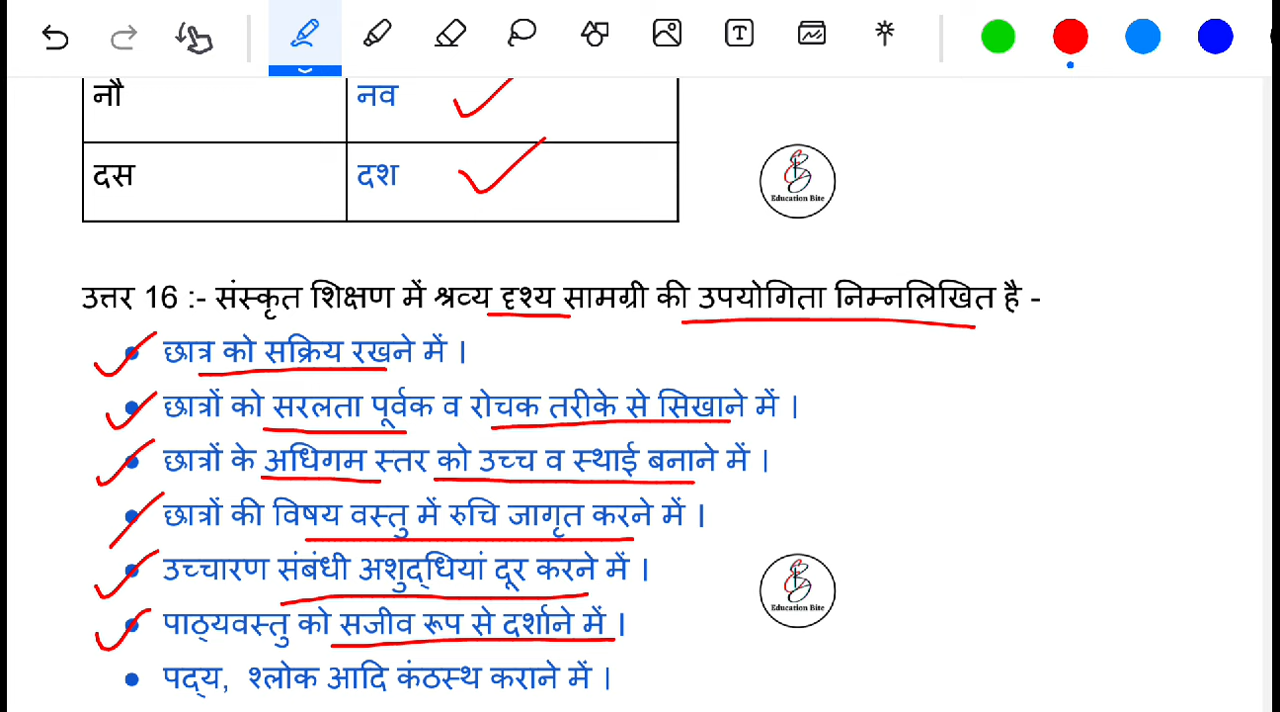 नौ नव
दस दश
Education Bite
उत्तर 16 :- संस्कृत शिक्षण में श्रव्य दृश्य सामग्री की उपयोगिता निम्नलिखित है -
● छात्र को सक्रिय रखने में ।
● छात्रों को सरलता पूर्वक व रोचक तरीके से सिखाने में ।
● छात्रों के अधिगम स्तर को उच्च व स्थाई बनाने में ।
● छात्रों की विषय वस्तु में रुचि जागृत करने में ।
● उच्चारण संबंधी अशुद्धियां दूर करने में ।
Education Bite
● पाठ्यवस्तु को सजीव रूप से दर्शाने में ।
● पद्य, श्लोक आदि कंठस्थ कराने में ।